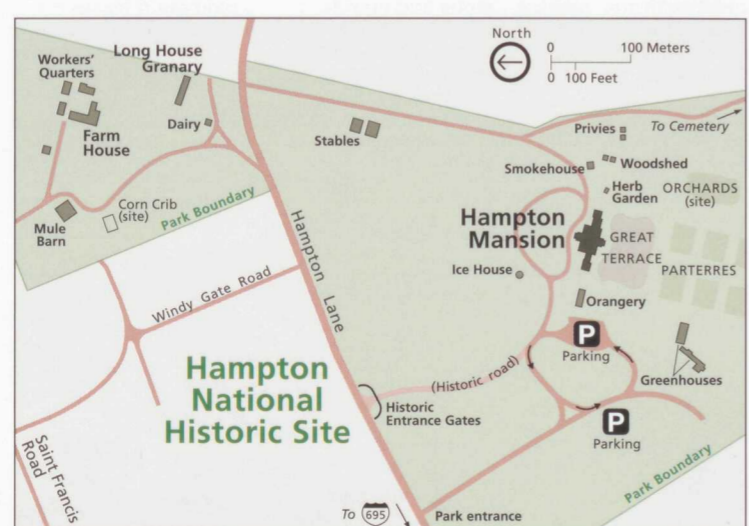 North
0 100 Meters
0 100 Feet
Workers'
Quarters
Long House
Granary
Farm
House
Dairy
Stables
Privies
To Cemetery
Smokehouse
Woodshed
Herb
Garden
ORCHARDS
(site)
Corn Crib
(site)
Park Boundary
Mule
Barn
Hampton
Mansion
GREAT
TERRACE
PARTERRES
Ice House
Orangery
Hampton Lane
Windy Gate Road
P
Parking
Greenhouses
(Historic road)
Hampton
National
Historic Site
Historic
Entrance Gates
P
Parking
Saint Francis
Road
Park Boundary
To 695
Park entrance